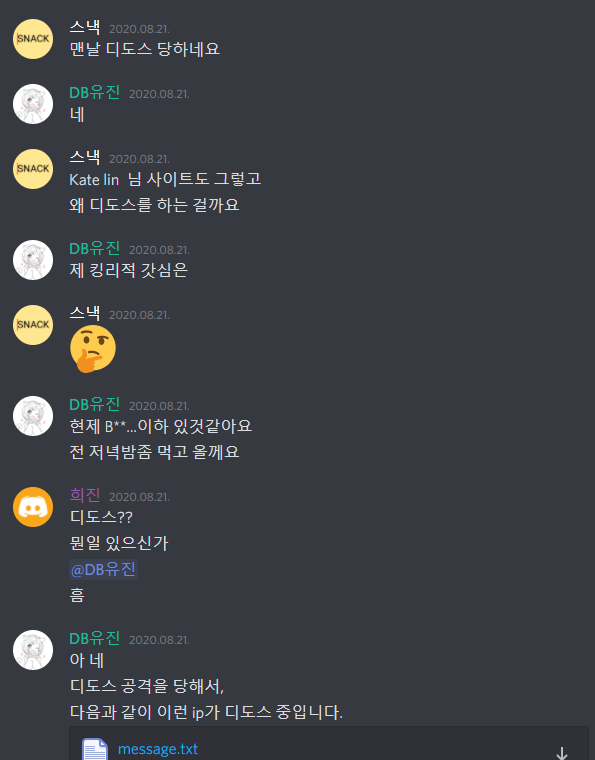 SNACK
스낵 2020.08.21.
맨날 디도스 당하네요
DB유진 2020.08.21.
네
SNACK
스낵 2020.08.21.
Kate lin 님 사이트도 그렇고
왜 디도스를 하는 걸까요
DB유진 2020.08.21.
제 킹리적 갓심은
SNACK
스낵 2020.08.21.
DB유진 2020.08.21.
현제 B**...이하 있것같아요
전 저녁밤좀 먹고 올께요
희진 2020.08.21.
디도스??
뭔일 있으신가
@DB유진
흠
DB유진 2020.08.21.
아 네
디도스 공격을 당해서,
다음과 같이 이런 ip가 디도스 중입니다.
message.txt